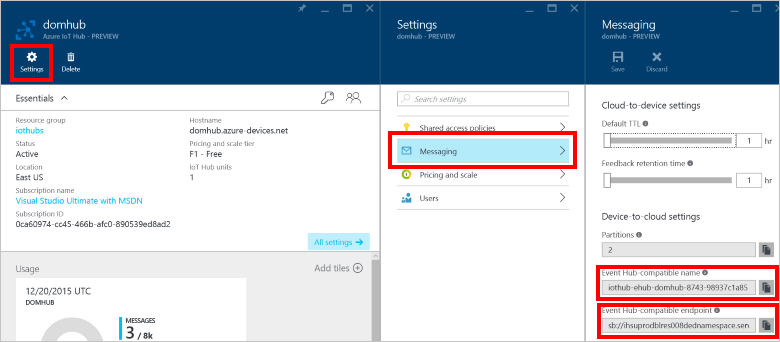 domhub
Azure IoT Hub - PREVIEW
Settings
Delete
Essentials
Resource group
iothubs
Hostname
domhub.azure-devices.net
Status
Active
Pricing and scale tier
F1 - Free
Location
East US
IoT Hub units
1
Subscription name
Visual Studio Ultimate with MSDN
Subscription ID
0ca60974-cc45-466b-afc0-890539ed8ad2
All settings
Usage
Add tiles
12/20/2015 UTC
DOMHUB
MESSAGES
3 / 8k
Settings
domhub - PREVIEW
Search settings
Shared access policies
Messaging
Pricing and scale
Users
Messaging
domhub - PREVIEW
Save
Discard
Cloud-to-device settings
Default TTL
1 hr
Feedback retention time
1 hr
Device-to-cloud settings
Partitions
2
Event Hub-compatible name
iothub-ehub-domhub-8743-98937c1a85
Event Hub-compatible endpoint
sb://ihsuprodblres008dednamespace.ser